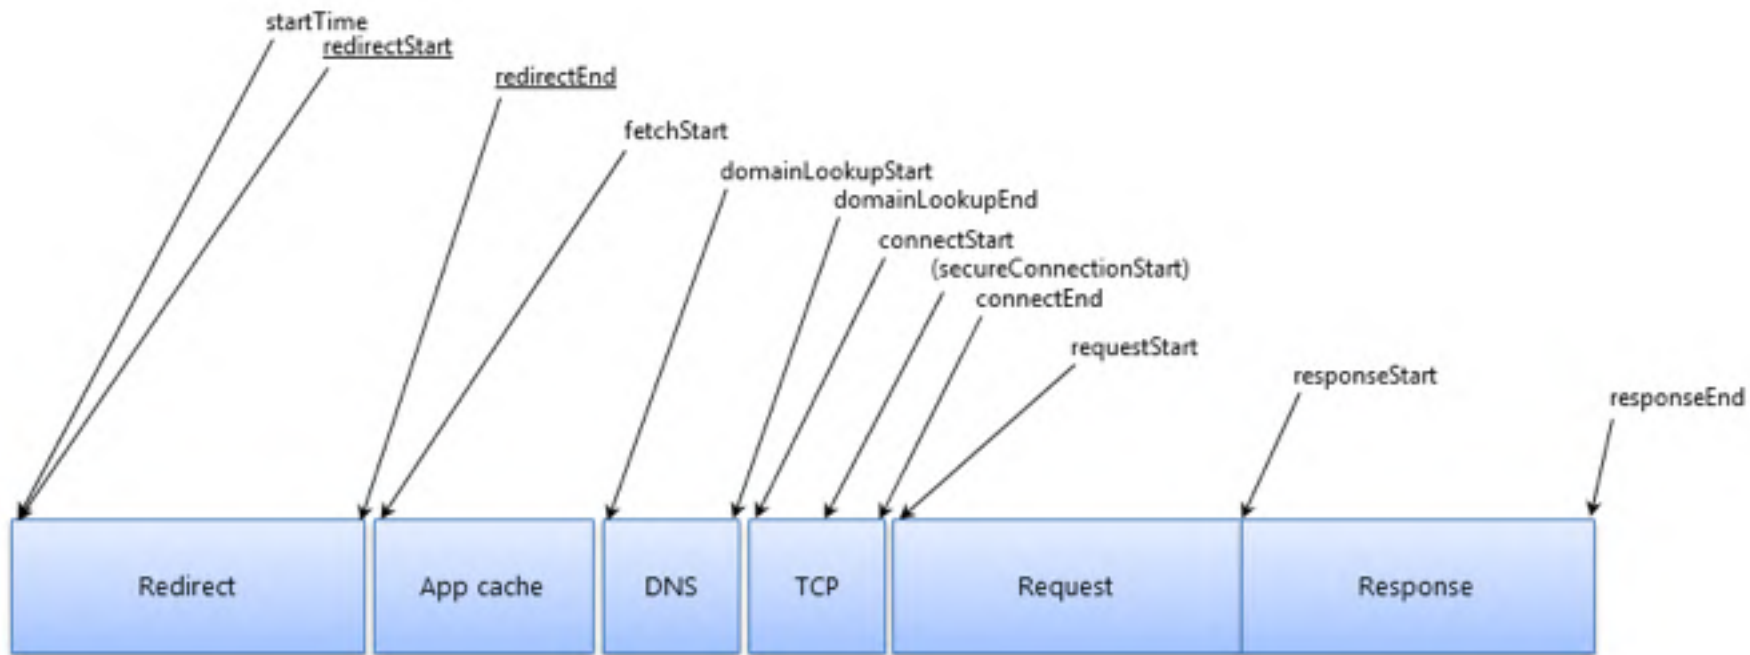 startTime
redirectStart
redirectEnd
fetchStart
domainLookupStart
domainLookupEnd
connectStart
(secureConnectionStart)
connectEnd
requestStart
responseStart
responseEnd
Redirect
App cache
DNS
TCP
Request
Response